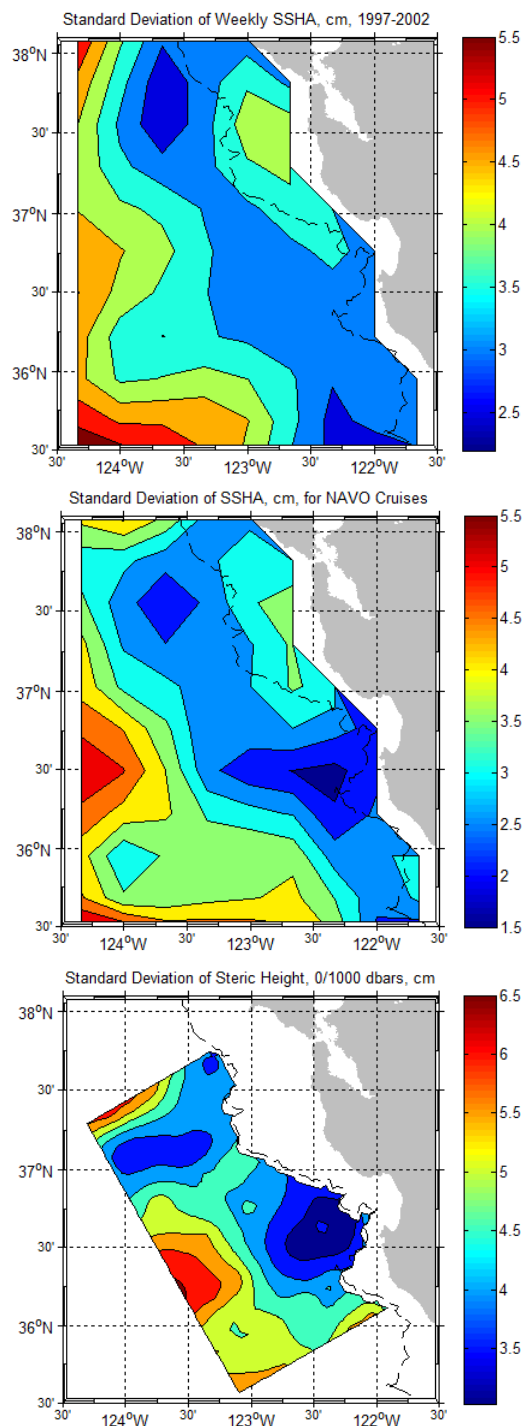 Standard Deviation of Weekly SSHA, cm, 1997-2002
38°N
30'
37°N
30'
36°N
30'
30' 124°W 30' 123°W 30' 122°W 30'
5.5
5
4.5
4
3.5
3
2.5
Standard Deviation of SSHA, cm, for NAVO Cruises
38°N
30'
37°N
30'
36°N
30'
30' 124°W 30' 123°W 30' 122°W 30'
5.5
5
4.5
4
3.5
3
2.5
2
1.5
Standard Deviation of Steric Height, 0/1000 dbars, cm
38°N
30'
37°N
30'
36°N
30'
30' 124°W 30' 123°W 30' 122°W 30'
6.5
6
5.5
5
4.5
4
3.5